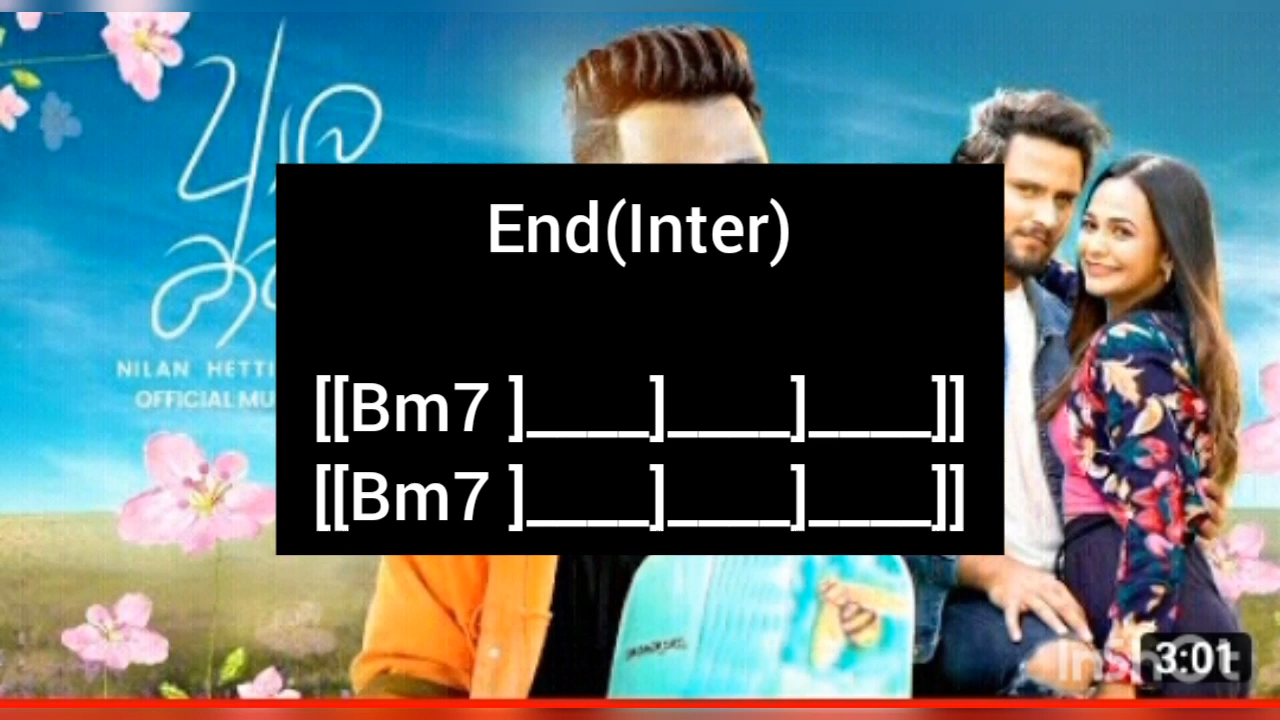 NILAN HETTI
OFFICIAL MU
End(Inter)
[[Bm7 ]____]____]____]]
[[Bm7 ]____]____]____]]
3:01